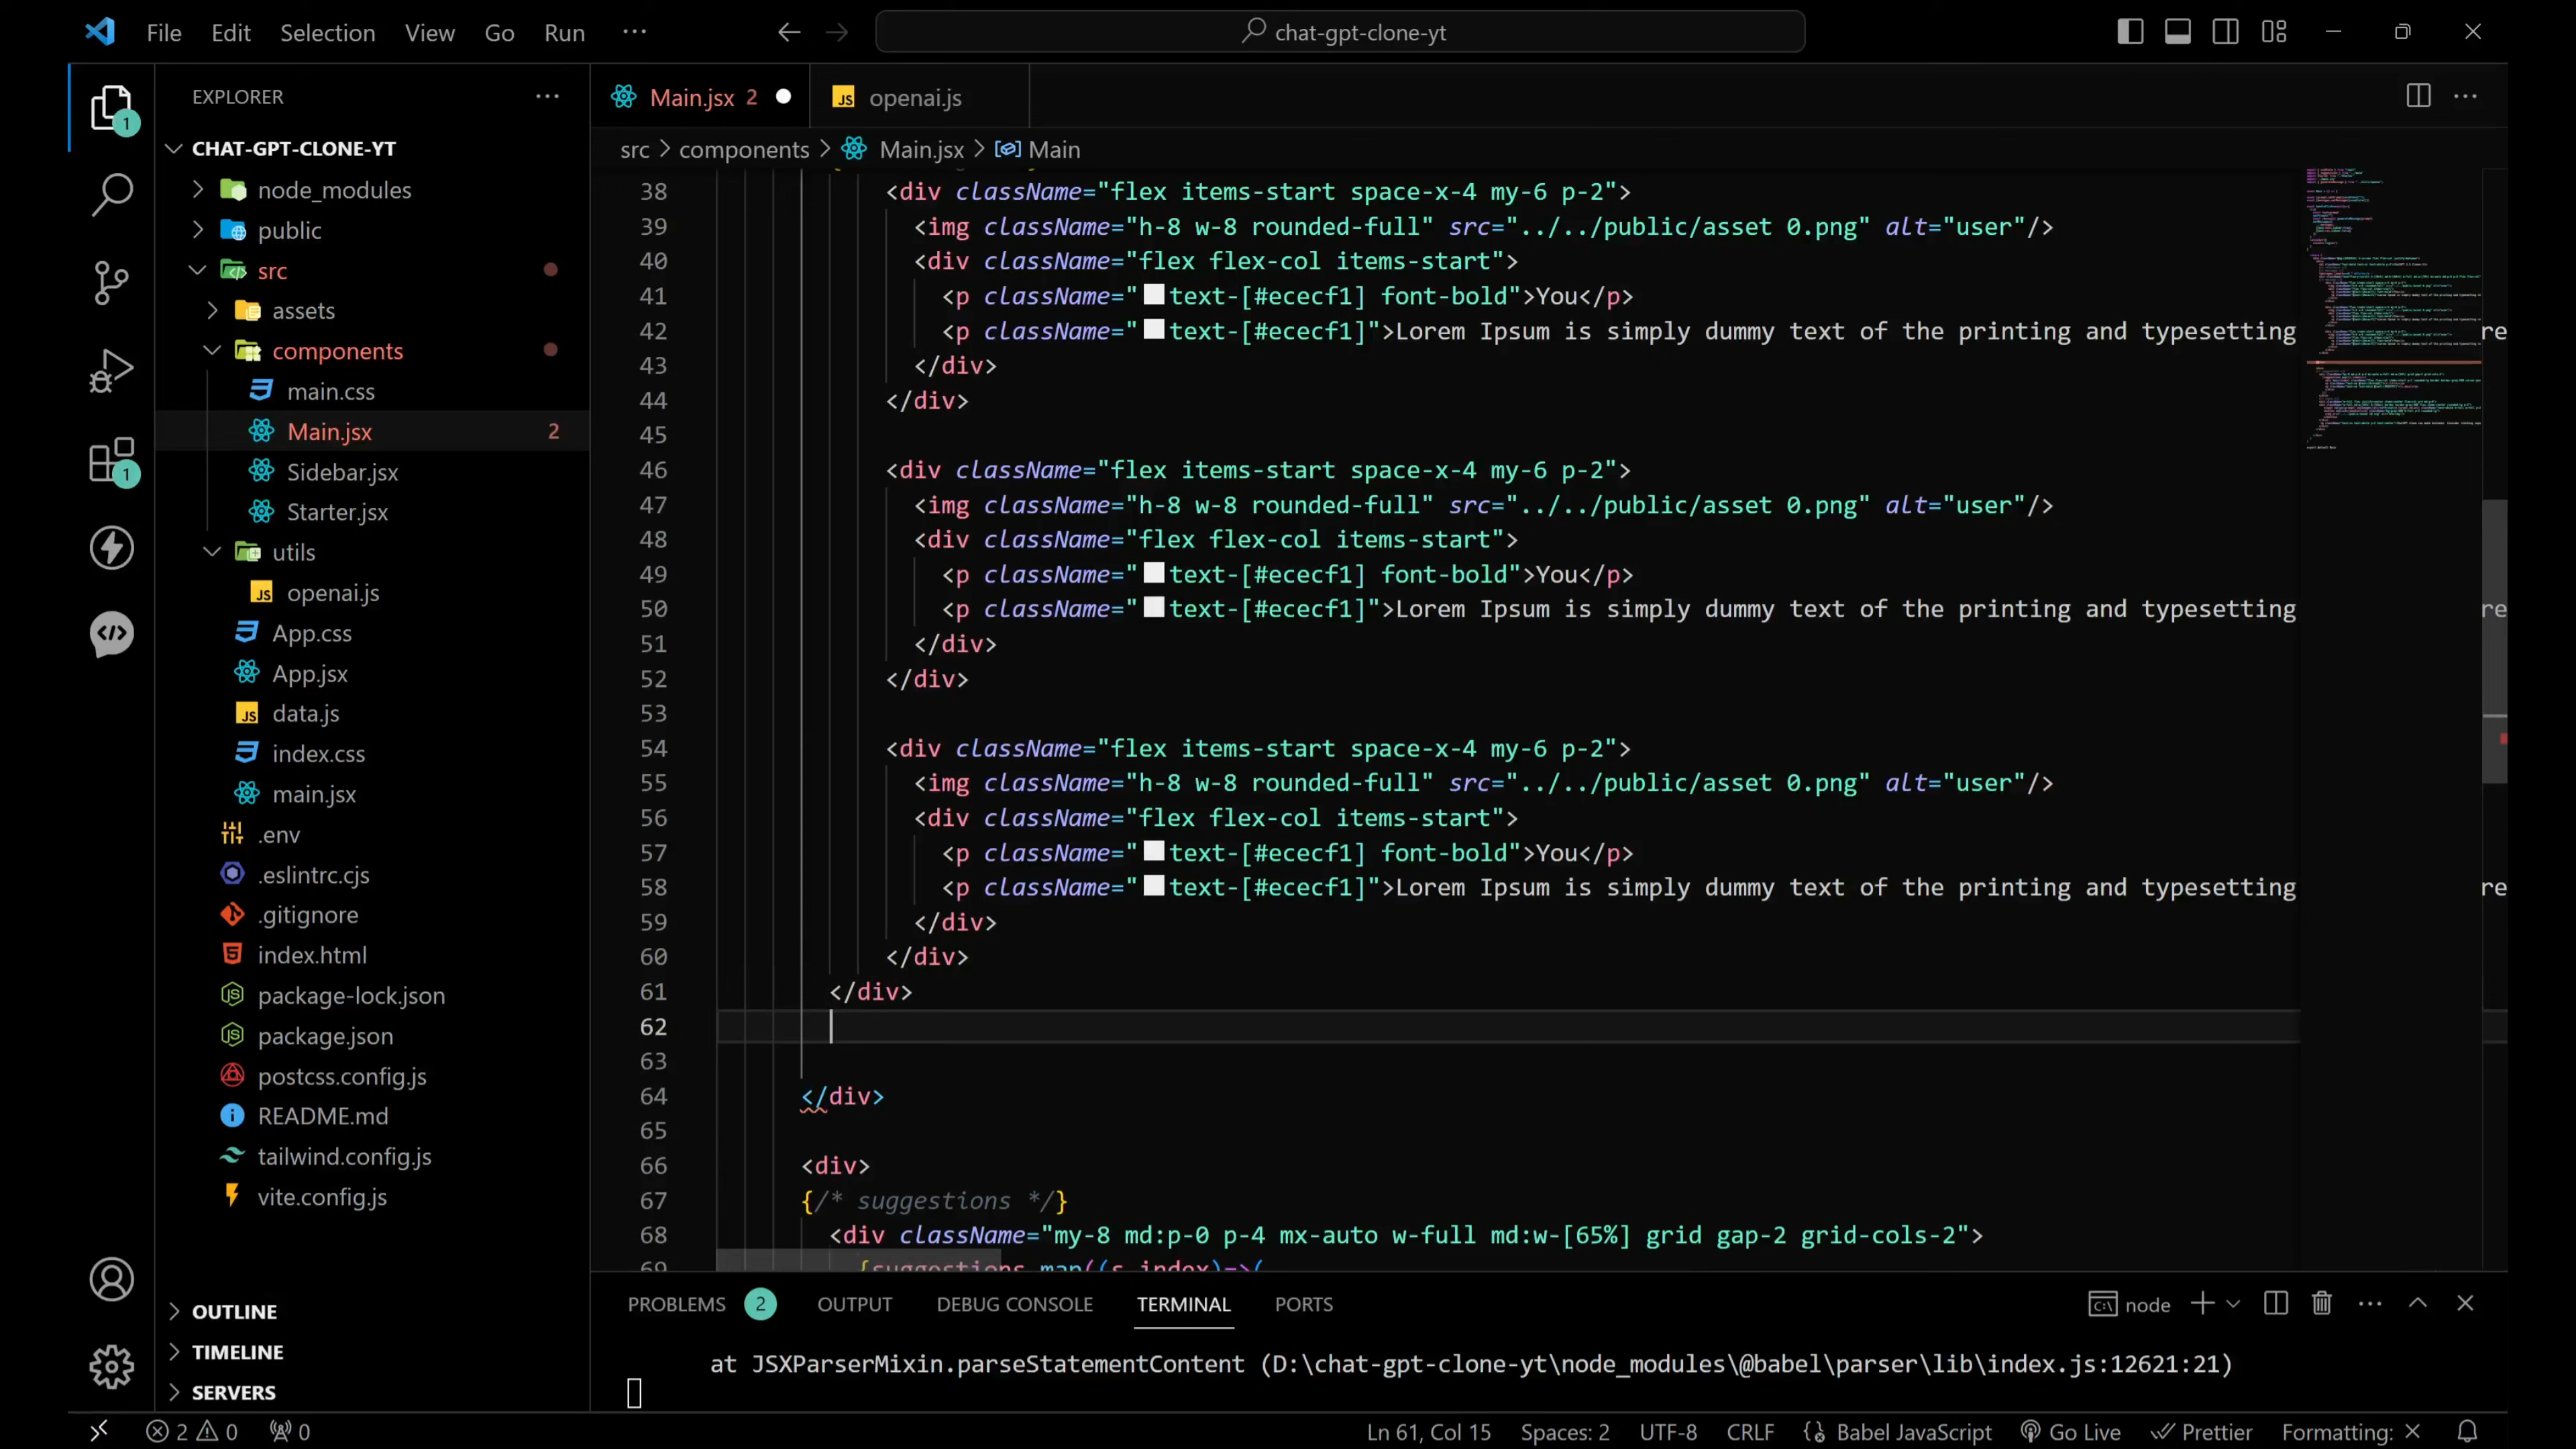 File Edit Selection View Go Run ··· chat-gpt-clone-yt
EXPLORER ···
CHAT-GPT-CLONE-YT
node_modules
public
src
assets
components
main.css
Main.jsx 2
Sidebar.jsx
Starter.jsx
utils
openai.js
App.css
App.jsx
data.js
index.css
main.jsx
.env
.eslintrc.cjs
.gitignore
index.html
package-lock.json
package.json
postcss.config.js
README.md
tailwind.config.js
vite.config.js
OUTLINE
TIMELINE
SERVERS
1
1
Main.jsx 2 JS openai.js
src > components > Main.jsx > Main
38 <div className="flex items-start space-x-4 my-6 p-2">
39 <img className="h-8 w-8 rounded-full" src="../../public/asset 0.png" alt="user"/>
40 <div className="flex flex-col items-start">
41 <p className="text-[#ececf1] font-bold">You</p>
42 <p className="text-[#ececf1]">Lorem Ipsum is simply dummy text of the printing and typesetting re
43 </div>
44 </div>
45
46 <div className="flex items-start space-x-4 my-6 p-2">
47 <img className="h-8 w-8 rounded-full" src="../../public/asset 0.png" alt="user"/>
48 <div className="flex flex-col items-start">
49 <p className="text-[#ececf1] font-bold">You</p>
50 <p className="text-[#ececf1]">Lorem Ipsum is simply dummy text of the printing and typesetting re
51 </div>
52 </div>
53
54 <div className="flex items-start space-x-4 my-6 p-2">
55 <img className="h-8 w-8 rounded-full" src="../../public/asset 0.png" alt="user"/>
56 <div className="flex flex-col items-start">
57 <p className="text-[#ececf1] font-bold">You</p>
58 <p className="text-[#ececf1]">Lorem Ipsum is simply dummy text of the printing and typesetting re
59 </div>
60 </div>
61 </div>
62
63
64 </div>
65
66 <div>
67 {/* suggestions */}
68 <div className="my-8 md:p-0 p-4 mx-auto w-full md:w-[65%] grid gap-2 grid-cols-2">
69 {suggestions.map((s,index)=>(
PROBLEMS 2 OUTPUT DEBUG CONSOLE TERMINAL PORTS node
at JSXParserMixin.parseStatementContent (D:\chat-gpt-clone-yt\node_modules\@babel\parser\lib\index.js:12621:21)
2 0 0 Ln 61, Col 15 Spaces: 2 UTF-8 CRLF Babel JavaScript Go Live Prettier Formatting: ×